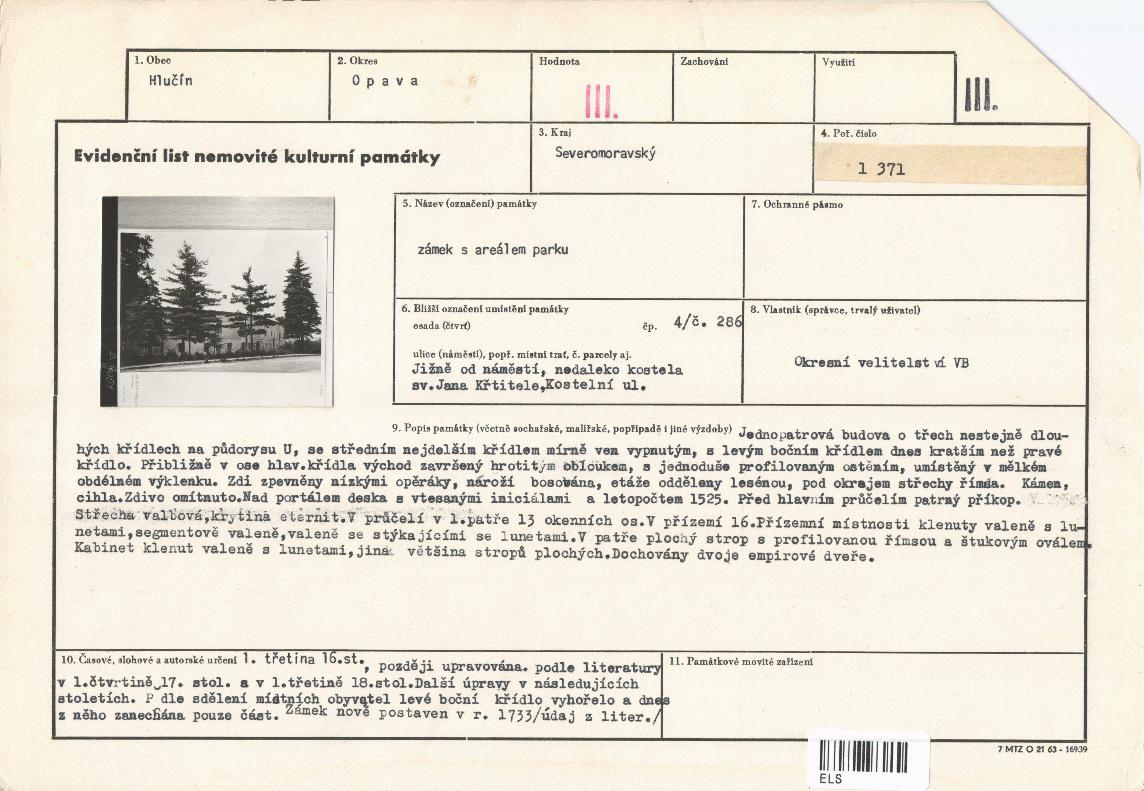 1. Obec
Hlučín
2. Okres
Opava
Hodnota
III.
Zachování
Využití
III.
Evidenční list nemovité kulturní památky
3. Kraj
Severomoravský
4. Poř. číslo
1 371
5. Název (označení) památky
zámek s areálem parku
7. Ochranné pásmo
6. Bližší označení umístění památky
osada (čtvrť)
čp. 4/č. 286
ulice (náměstí), popř. místní trať, č. parcely aj.
Jižně od náměstí, nedaleko kostela
sv.Jana Křtitele,Kostelní ul.
8. Vlastník (správce, trvalý uživatel)
Okresní velitelství VB
9. Popis památky (včetně sochařské, malířské, popřípadě i jiné výzdoby) Jednopatrová budova o třech nestejně dlou-
hých křídlech na půdorysu U, se středním nejdelším křídlem mírně ven vypnutým, s levým bočním křídlem dnes kratším než pravé
křídlo. Přibližně v ose hlav.křídla východ završený hrotitým obloukem, s jednoduše profilovaným ostěním, umístěný v mělkém
obdélném výklenku. Zdi zpevněny nízkými opěráky, nároží bosována, etáže odděleny lesénou, pod okrajem střechy římsa. Kámen,
cihla.Zdivo omítnuto.Nad portálem deska s vtesanými iniciálami a letopočtem 1525. Před hlavním průčelím patrný příkop.
Střecha valbová,krytina eternit.V průčelí v 1.patře 13 okenních os.V přízemí 16.Přízemní místnosti klenuty valeně s lu-
netami,segmentově valeně,valeně se stýkajícími se lunetami.V patře plochý strop s profilovanou římsou a štukovým oválem.
Kabinet klenut valeně s lunetami,jinak většina stropů plochých.Dochovány dvoje empirové dveře.
10. Časové, slohové a autorské určení 1. třetina 16.st., později upravována. podle literatury
v 1.čtvrtině 17. stol. a v 1.třetině 18.stol.Další úpravy v následujících
stoletích. P dle sdělení místních obyvatel levé boční křídlo vyhořelo a dnes
z něho zanechána pouze část. Zámek nově postaven v r. 1733/údaj z liter./
11. Památkové movité zařízení
7 MTZ O 21 63 - 16939
ELS